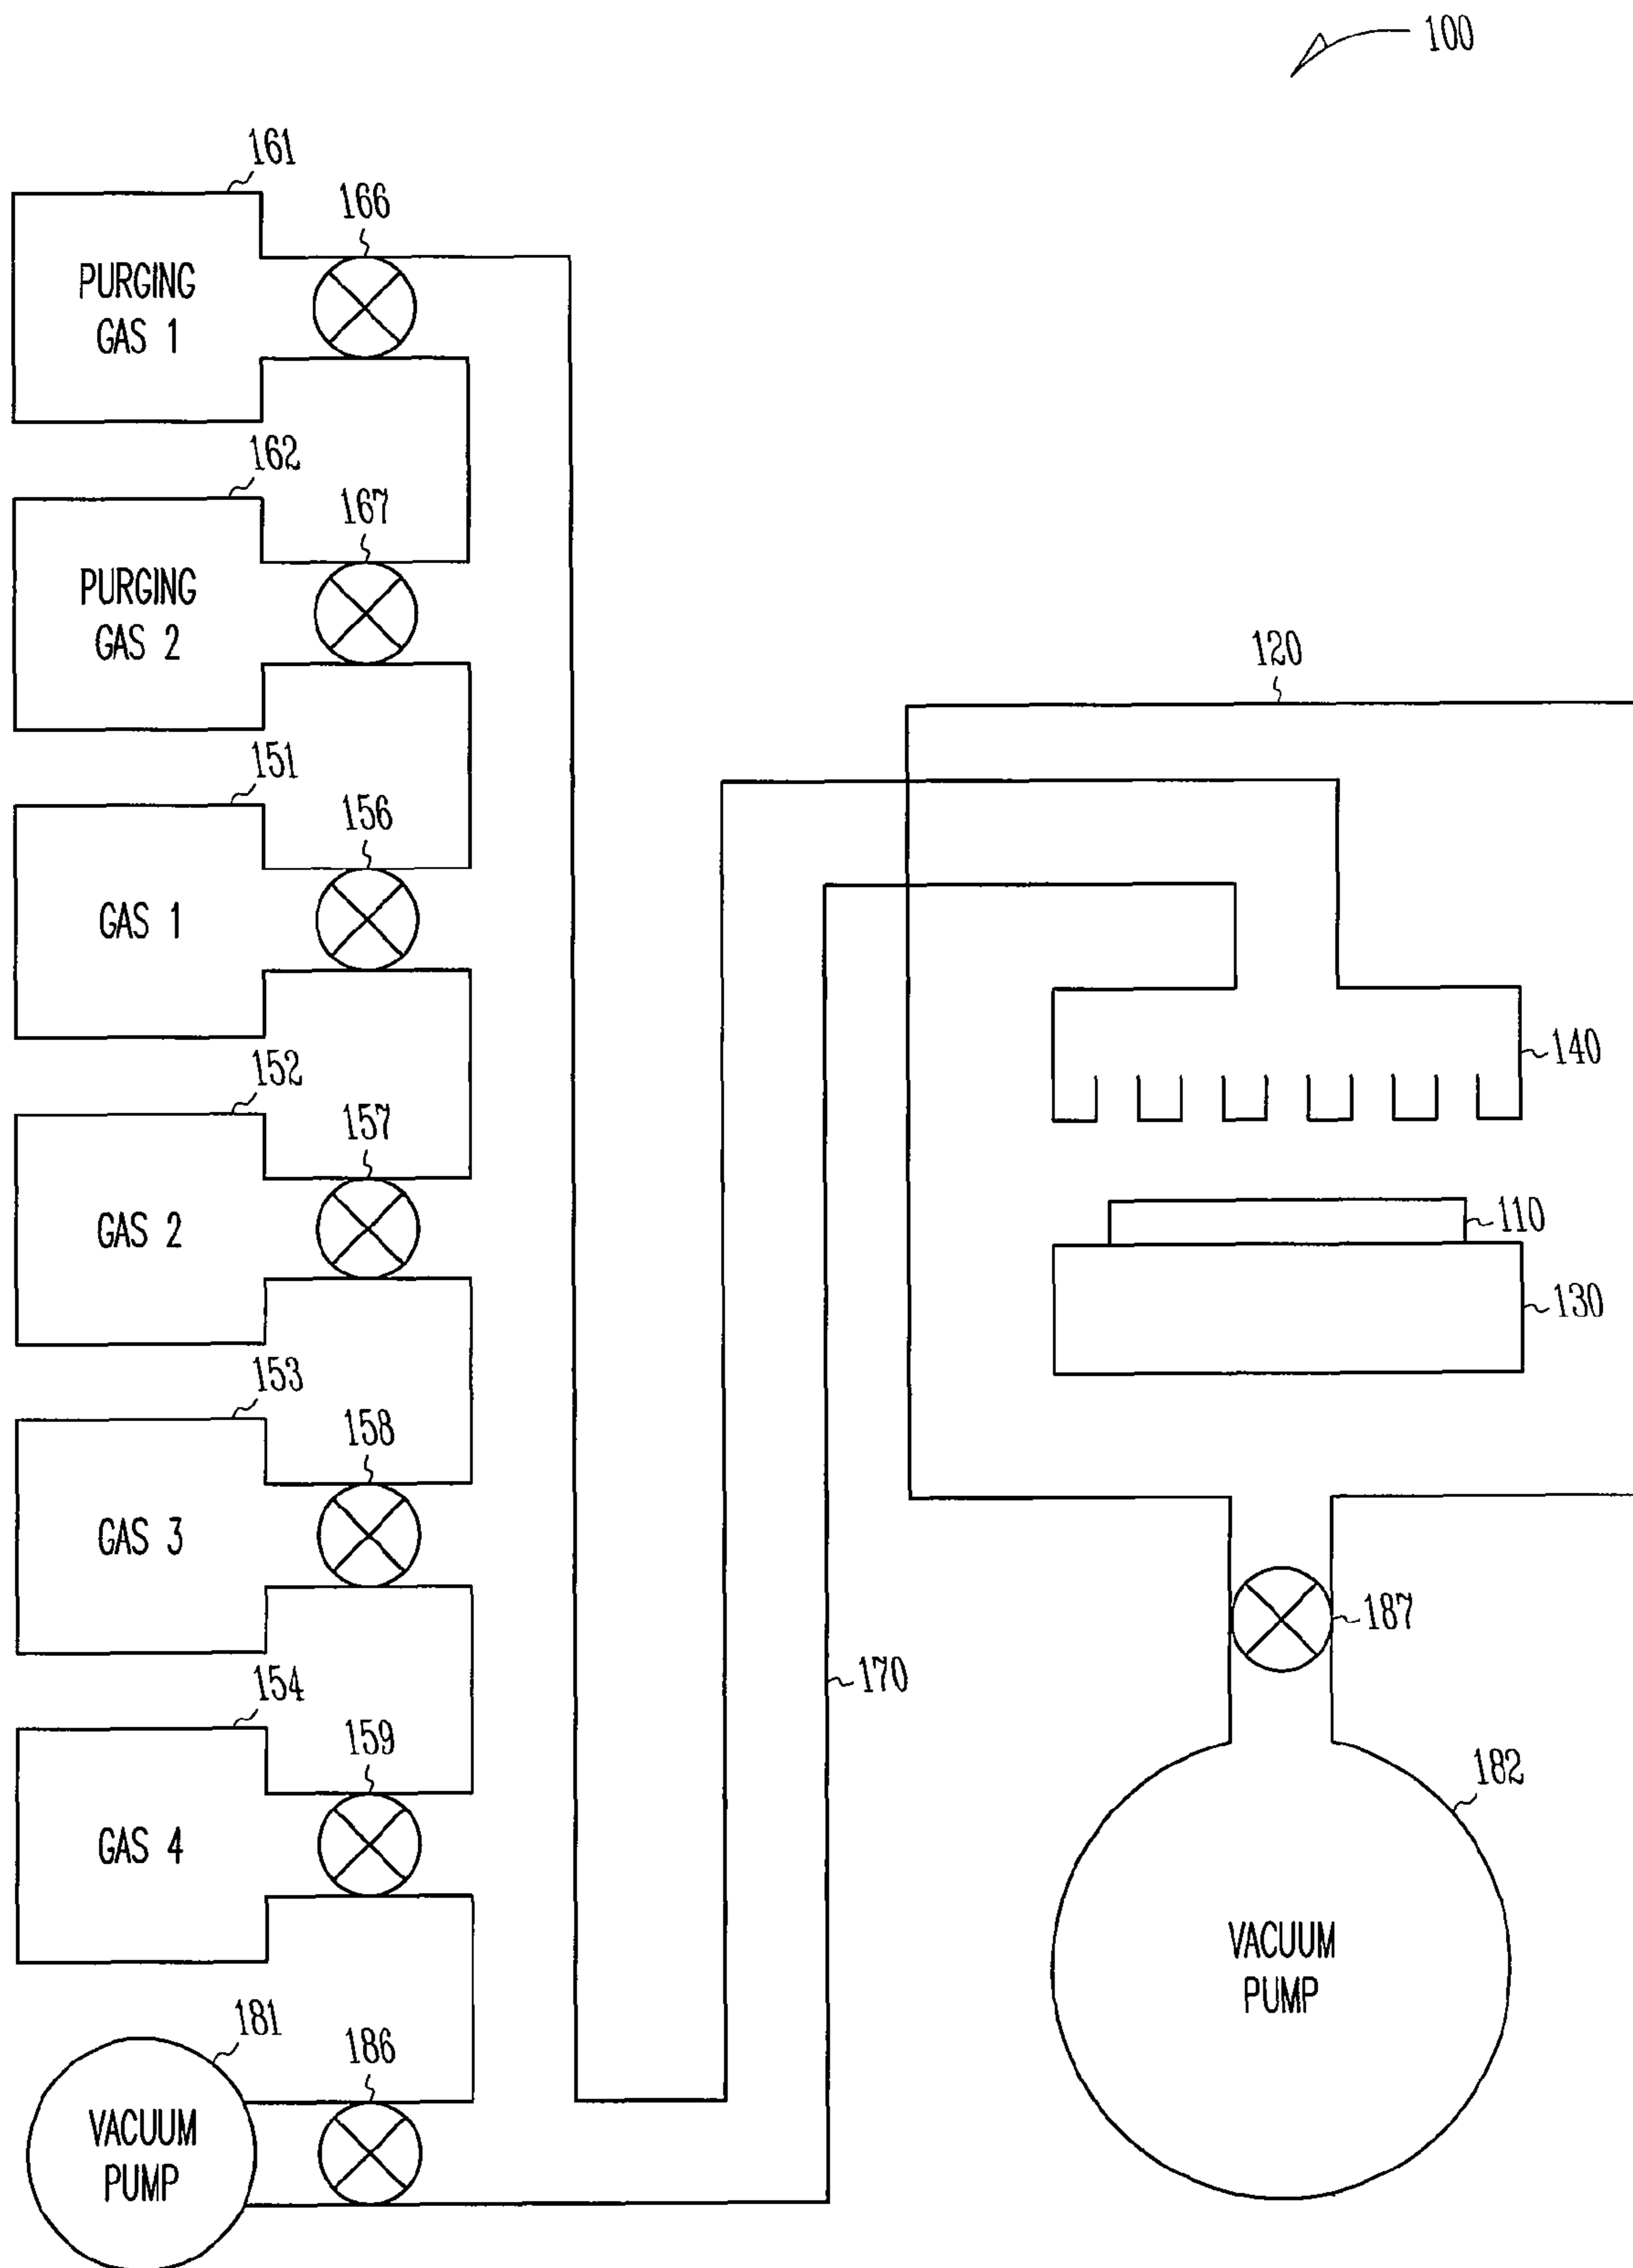 100
161
166
PURGING
GAS 1
162
167
PURGING
GAS 2
120
151
156
GAS 1
140
152
157
GAS 2
110
130
153
158
GAS 3
187
170
154
159
GAS 4
182
VACUUM
PUMP
181
186
VACUUM
PUMP